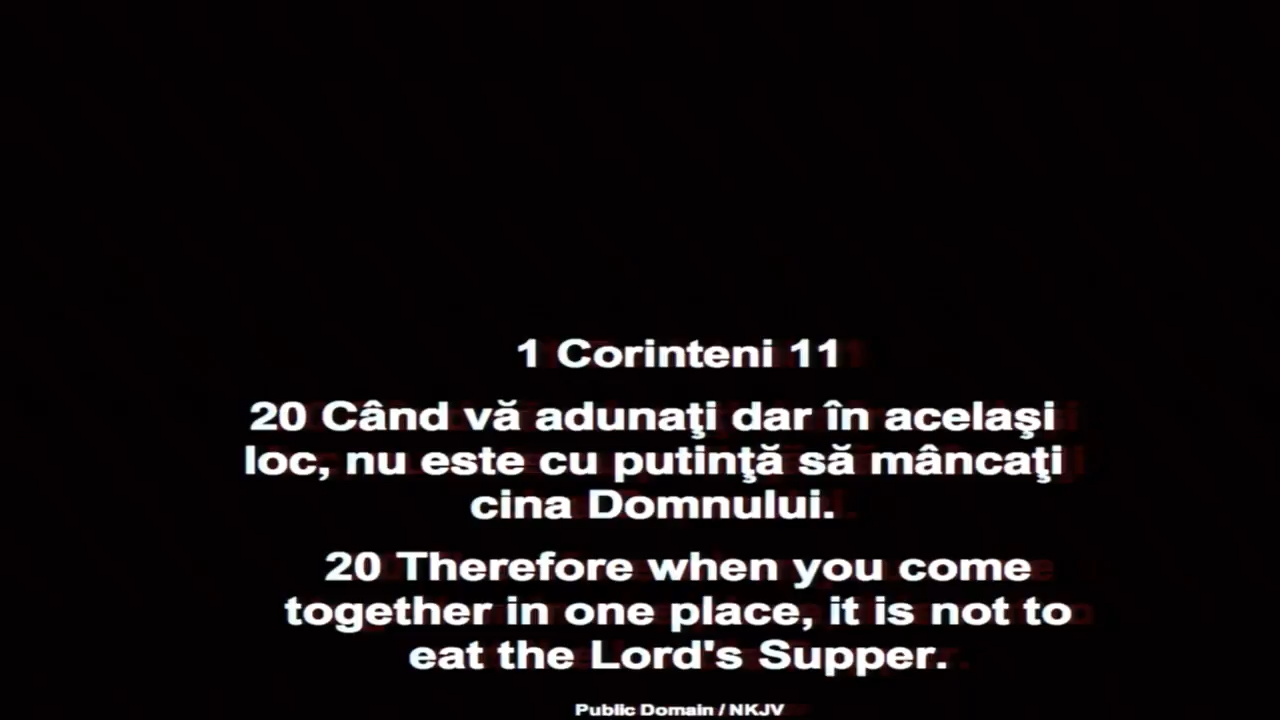 1 Corinteni 11
20 Când vă adunaţi dar în acelaşi
loc, nu este cu putinţă să mâncaţi
cina Domnului.
20 Therefore when you come
together in one place, it is not to
eat the Lord's Supper.
Public Domain / NKJV